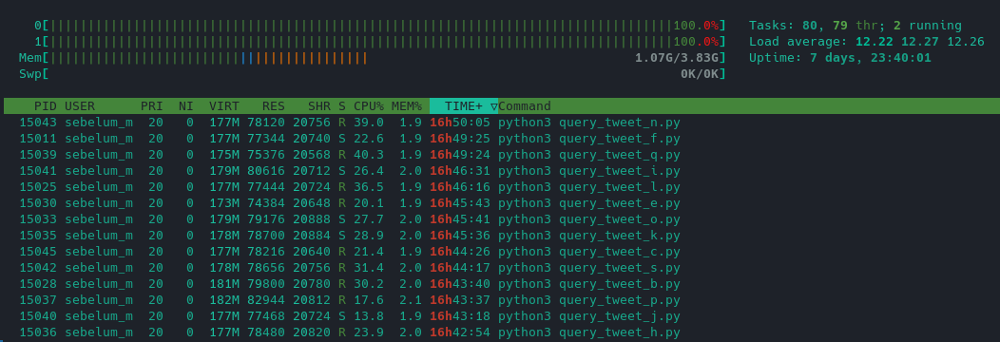 0[||||||||||||||||||||||||||||||||||||||||||||||||||||||||||||||||||||||||||||||||||100.0%] Tasks: 80, 79 thr; 2 running
1[||||||||||||||||||||||||||||||||||||||||||||||||||||||||||||||||||||||||||||||||||100.0%] Load average: 12.22 12.27 12.26
Mem[||||||||||||||||||||||||||||||||||||||||||1.07G/3.83G] Uptime: 7 days, 23:40:01
Swp[0K/0K]
PID USER PRI NI VIRT RES SHR S CPU% MEM% TIME+ ▽Command
15043 sebelum_m 20 0 177M 78120 20756 R 39.0 1.9 16h50:05 python3 query_tweet_n.py
15011 sebelum_m 20 0 177M 77344 20740 S 22.6 1.9 16h49:25 python3 query_tweet_f.py
15039 sebelum_m 20 0 175M 75376 20568 R 40.3 1.9 16h49:24 python3 query_tweet_q.py
15041 sebelum_m 20 0 179M 80616 20712 S 26.4 2.0 16h46:31 python3 query_tweet_i.py
15025 sebelum_m 20 0 177M 77444 20724 R 36.5 1.9 16h46:16 python3 query_tweet_l.py
15030 sebelum_m 20 0 173M 74384 20648 R 20.1 1.9 16h45:43 python3 query_tweet_e.py
15033 sebelum_m 20 0 179M 79176 20888 S 27.7 2.0 16h45:41 python3 query_tweet_o.py
15035 sebelum_m 20 0 178M 78700 20884 S 28.9 2.0 16h45:36 python3 query_tweet_k.py
15045 sebelum_m 20 0 177M 78216 20640 R 21.4 1.9 16h44:26 python3 query_tweet_c.py
15042 sebelum_m 20 0 178M 78656 20756 S 31.4 2.0 16h44:17 python3 query_tweet_s.py
15028 sebelum_m 20 0 181M 79800 20780 R 30.2 2.0 16h43:40 python3 query_tweet_b.py
15037 sebelum_m 20 0 182M 82944 20812 R 17.6 2.1 16h43:37 python3 query_tweet_p.py
15040 sebelum_m 20 0 177M 77468 20724 S 13.8 1.9 16h43:18 python3 query_tweet_j.py
15036 sebelum_m 20 0 177M 78480 20820 R 23.9 2.0 16h42:54 python3 query_tweet_h.py